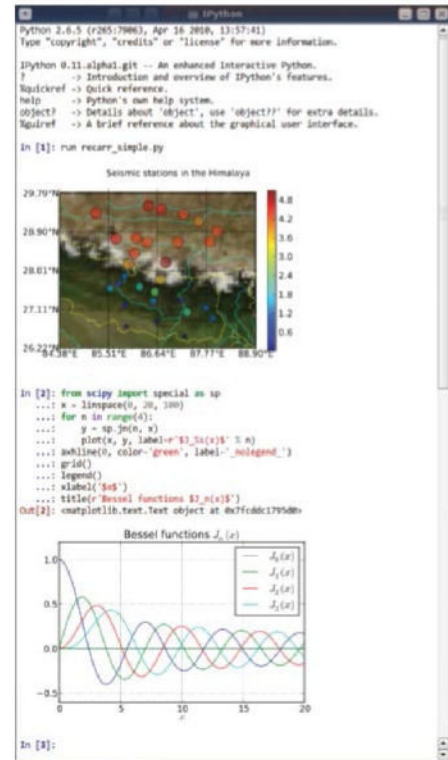 IPython
Python 2.6.5 (r265:79063, Apr 16 2010, 13:57:41)
Type "copyright", "credits" or "license" for more information.
IPython 0.11.alpha1.git -- An enhanced Interactive Python.
? -> Introduction and overview of IPython's features.
%quickref -> Quick reference.
help -> Python's own help system.
object? -> Details about 'object', use 'object??' for extra details.
%guiref -> A brief reference about the graphical user interface.
In [1]: run recarr_simple.py
Seismic stations in the Himalaya
29.79°N
28.90°N
28.01°N
27.11°N
26.22°N
84.38°E 85.51°E 86.64°E 87.77°E 88.90°E
4.8
4.2
3.6
3.0
2.4
1.8
1.2
0.6
In [2]: from scipy import special as sp
...: x = linspace(0, 20, 100)
...: for n in range(4):
...: y = sp.jn(n, x)
...: plot(x, y, label=r'$J_%i(x)$' % n)
...: axhline(0, color='green', label='_nolegend_')
...: grid()
...: legend()
...: xlabel('$x$')
...: title(r'Bessel functions $J_n(x)$')
Out[2]: <matplotlib.text.Text object at 0x7fcddc1795d0>
Bessel functions Jn(x)
J0(x)
J1(x)
J2(x)
J3(x)
1.0
0.5
0.0
−0.5
0 5 10 15 20
x
In [3]: